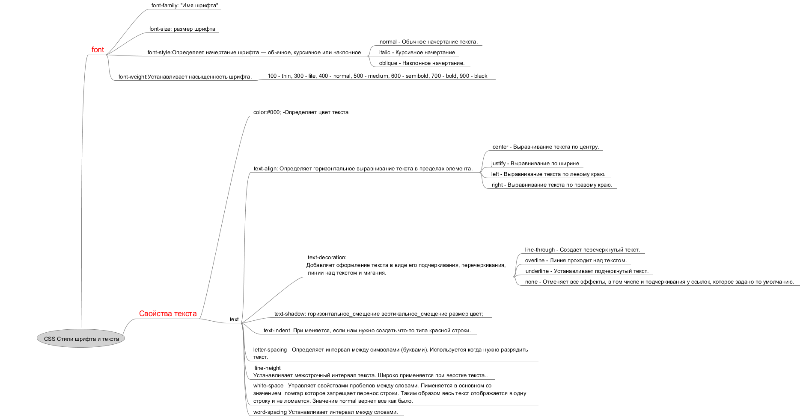 font-family: "Имя шрифта"
font-size: размер шрифта
font
font-style:Определяет начертание шрифта — обычное, курсивное или наклонное
normal - Обычное начертание текста.
italic - Курсивное начертание
oblique - Наклонное начертание.
font-weight:Устанавливает насыщенность шрифта.
100 - thin, 300 - lite, 400 - normal, 500 - medium, 600 - semibold, 700 - bold, 900 - black
color:#000; -Определяет цвет текста
text-align: Определяет горизонтальное выравнивание текста в пределах элемента
center - Выравнивание текста по центру.
justify - Выравнивание по ширине
left - Выравнивание текста по левому краю.
right - Выравнивание текста по правому краю.
text-decoration:
Добавляет оформление текста в виде его подчеркивания, перечеркивания,
линии над текстом и мигания.
line-through - Создает перечеркнутый текст.
overline - Линия проходит над текстом
underline - Устанавливает подчеркнутый текст.
none - Отменяет все эффекты, в том числе и подчеркивания у ссылок, которое задано по умолчанию.
Свойства текста
text
text-shadow: горизонтальное_смещение вертикальное_смещение размер цвет;
text-indent: Применяется, если нам нужно создать что-то типа красной строки.
CSS Стили шрифта и текста
letter-spacing - Определяет интервал между символами (буквами). Используется когда нужно разрядить
текст.
line-height
Устанавливает межстрочный интервал текста. Широко применяется при верстке текста.
white-space - Управляет свойствами пробелов между словами. Пименяется в основном со
значением nowrap которое запрещает перенос строки. Таким образом весь текст отображается в одну
строку и не ломается. Значение normal вернет все как было.
word-spacing Устанавливает интервал между словами.